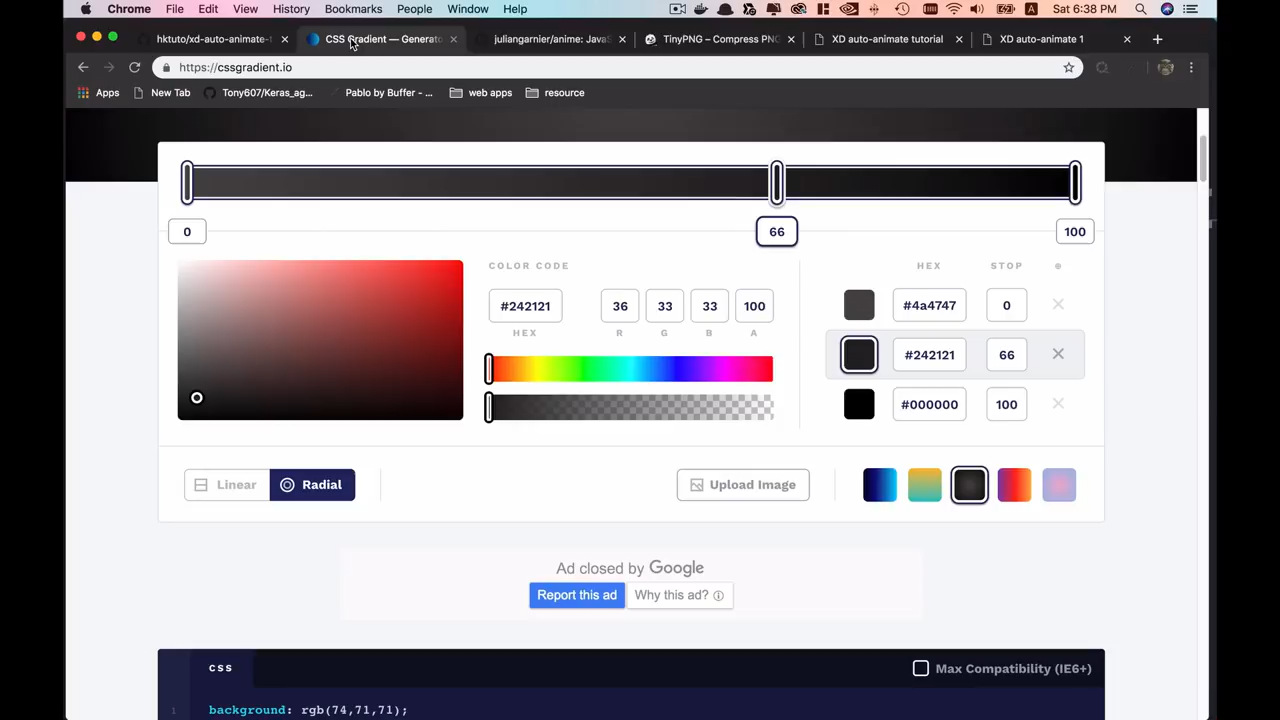 Chrome File Edit View History Bookmarks People Window Help A Sat 6:38 PM
hktuto/xd-auto-animate-
CSS Gradient — Generato
juliangarnier/anime: JavaS
TinyPNG – Compress PNG
XD auto-animate tutorial
XD auto-animate 1
https://cssgradient.io
Apps New Tab Tony607/Keras_ag... Pablo by Buffer - ... web apps resource
0 66 100
COLOR CODE HEX STOP
#242121 36 33 33 100
HEX R G B A
#4a4747 0
#242121 66
#000000 100
Linear Radial Upload Image
Ad closed by Google
Report this ad Why this ad?
css Max Compatibility (IE6+)
1 background: rgb(74,71,71);